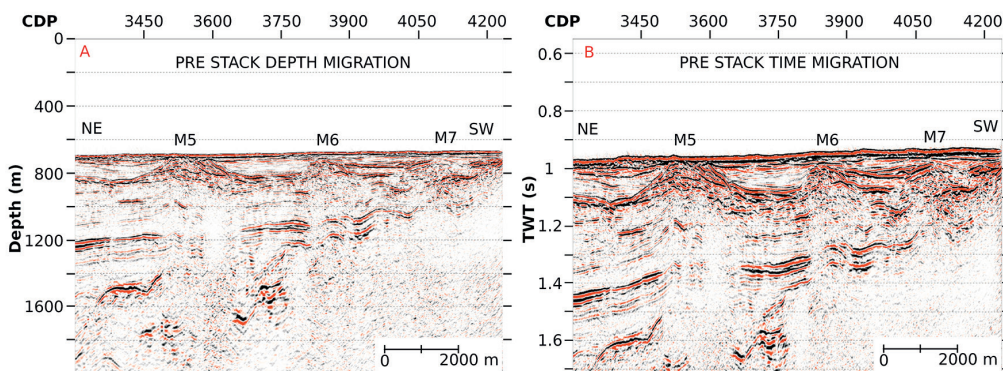 CDP 3450 3600 3750 3900 4050 4200
0
A
PRE STACK DEPTH MIGRATION
400
NE
SW
M5 M6 M7
800
Depth (m)
1200
1600
0 2000 m
CDP 3450 3600 3750 3900 4050 4200
0.6
B
PRE STACK TIME MIGRATION
0.8
NE
SW
M5 M6 M7
1
TWT (s)
1.2
1.4
1.6
0 2000 m